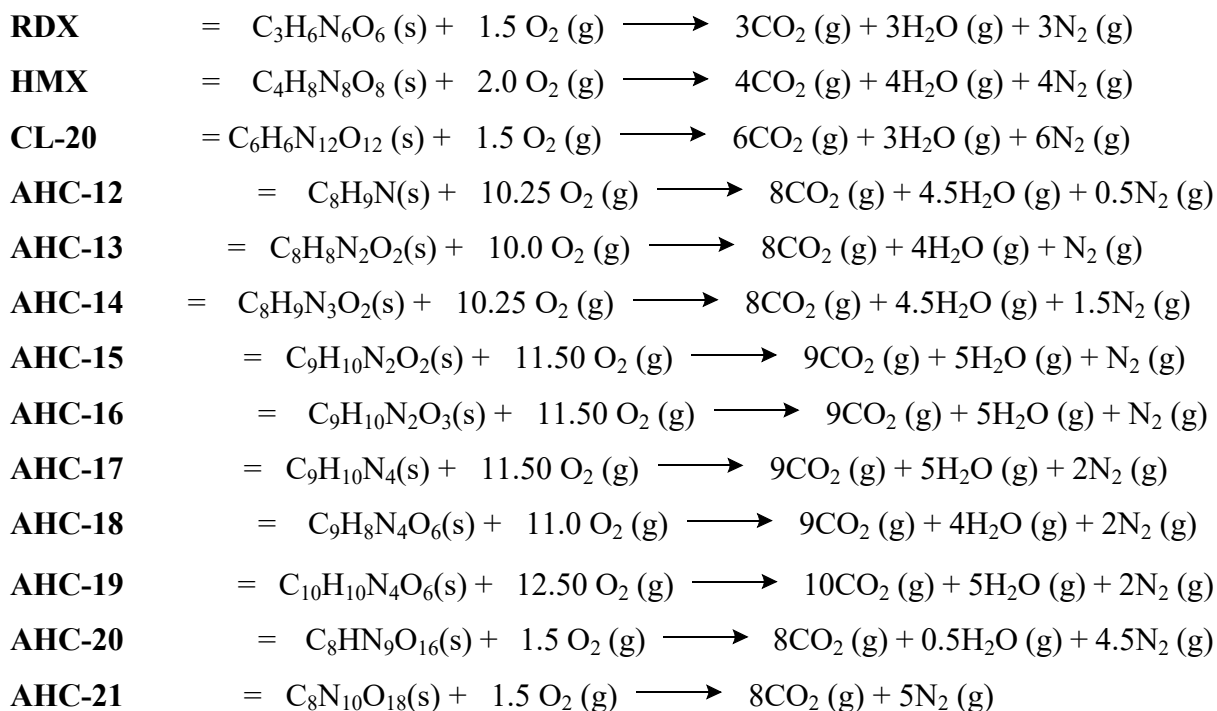 RDX = C₃H₆N₆O₆ (s) + 1.5 O₂ (g) ⟶ 3CO₂ (g) + 3H₂O (g) + 3N₂ (g)
HMX = C₄H₈N₈O₈ (s) + 2.0 O₂ (g) ⟶ 4CO₂ (g) + 4H₂O (g) + 4N₂ (g)
CL-20 = C₆H₆N₁₂O₁₂ (s) + 1.5 O₂ (g) ⟶ 6CO₂ (g) + 3H₂O (g) + 6N₂ (g)
AHC-12 = C₈H₉N(s) + 10.25 O₂ (g) ⟶ 8CO₂ (g) + 4.5H₂O (g) + 0.5N₂ (g)
AHC-13 = C₈H₈N₂O₂(s) + 10.0 O₂ (g) ⟶ 8CO₂ (g) + 4H₂O (g) + N₂ (g)
AHC-14 = C₈H₉N₃O₂(s) + 10.25 O₂ (g) ⟶ 8CO₂ (g) + 4.5H₂O (g) + 1.5N₂ (g)
AHC-15 = C₉H₁₀N₂O₂(s) + 11.50 O₂ (g) ⟶ 9CO₂ (g) + 5H₂O (g) + N₂ (g)
AHC-16 = C₉H₁₀N₂O₃(s) + 11.50 O₂ (g) ⟶ 9CO₂ (g) + 5H₂O (g) + N₂ (g)
AHC-17 = C₉H₁₀N₄(s) + 11.50 O₂ (g) ⟶ 9CO₂ (g) + 5H₂O (g) + 2N₂ (g)
AHC-18 = C₉H₈N₄O₆(s) + 11.0 O₂ (g) ⟶ 9CO₂ (g) + 4H₂O (g) + 2N₂ (g)
AHC-19 = C₁₀H₁₀N₄O₆(s) + 12.50 O₂ (g) ⟶ 10CO₂ (g) + 5H₂O (g) + 2N₂ (g)
AHC-20 = C₈HN₉O₁₆(s) + 1.5 O₂ (g) ⟶ 8CO₂ (g) + 0.5H₂O (g) + 4.5N₂ (g)
AHC-21 = C₈N₁₀O₁₈(s) + 1.5 O₂ (g) ⟶ 8CO₂ (g) + 5N₂ (g)